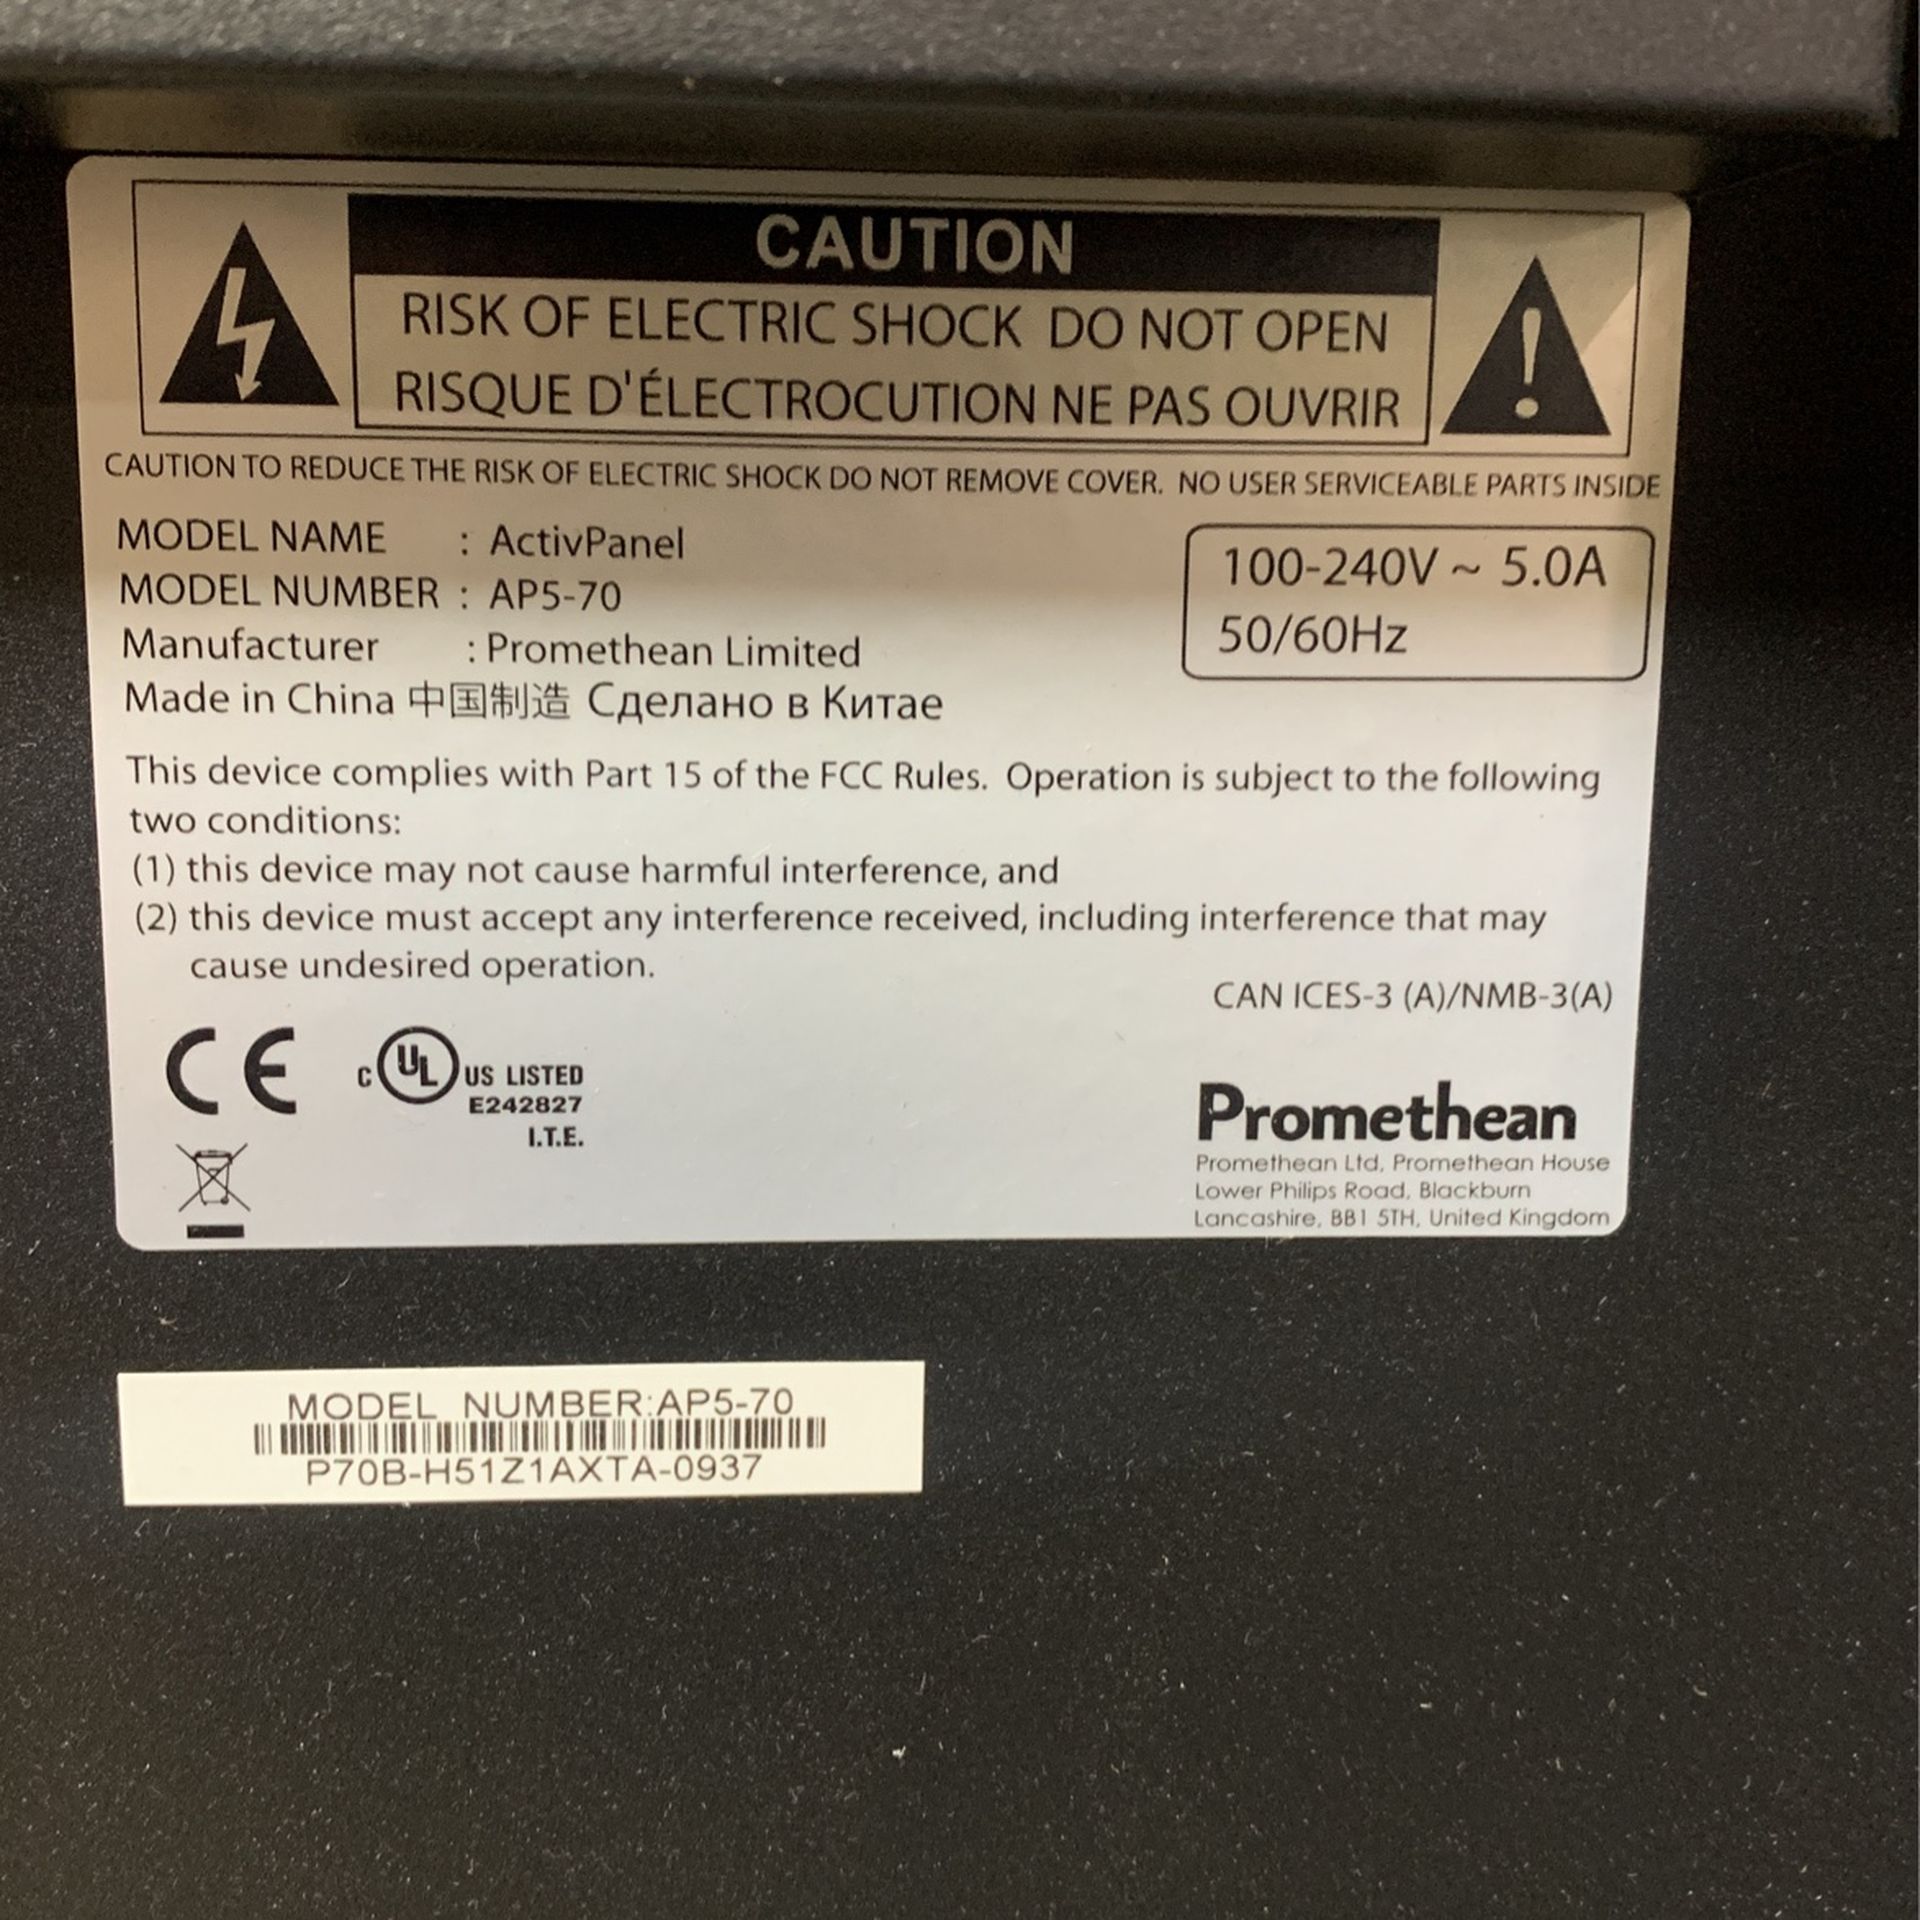 CAUTION
RISK OF ELECTRIC SHOCK DO NOT OPEN
RISQUE D'ÉLECTROCUTION NE PAS OUVRIR
CAUTION TO REDUCE THE RISK OF ELECTRIC SHOCK DO NOT REMOVE COVER. NO USER SERVICEABLE PARTS INSIDE
MODEL NAME : ActivPanel
MODEL NUMBER : AP5-70
Manufacturer : Promethean Limited
Made in China 中国制造 Сделано в Китае
100-240V ~ 5.0A
50/60Hz
This device complies with Part 15 of the FCC Rules. Operation is subject to the following
two conditions:
(1) this device may not cause harmful interference, and
(2) this device must accept any interference received, including interference that may
cause undesired operation.
CAN ICES-3 (A)/NMB-3(A)
CE
C UL US LISTED
E242827
I.T.E.
Promethean
Promethean Ltd, Promethean House
Lower Philips Road, Blackburn
Lancashire, BB1 5TH, United Kingdom
MODEL NUMBER:AP5-70
P70B-H51Z1AXTA-0937